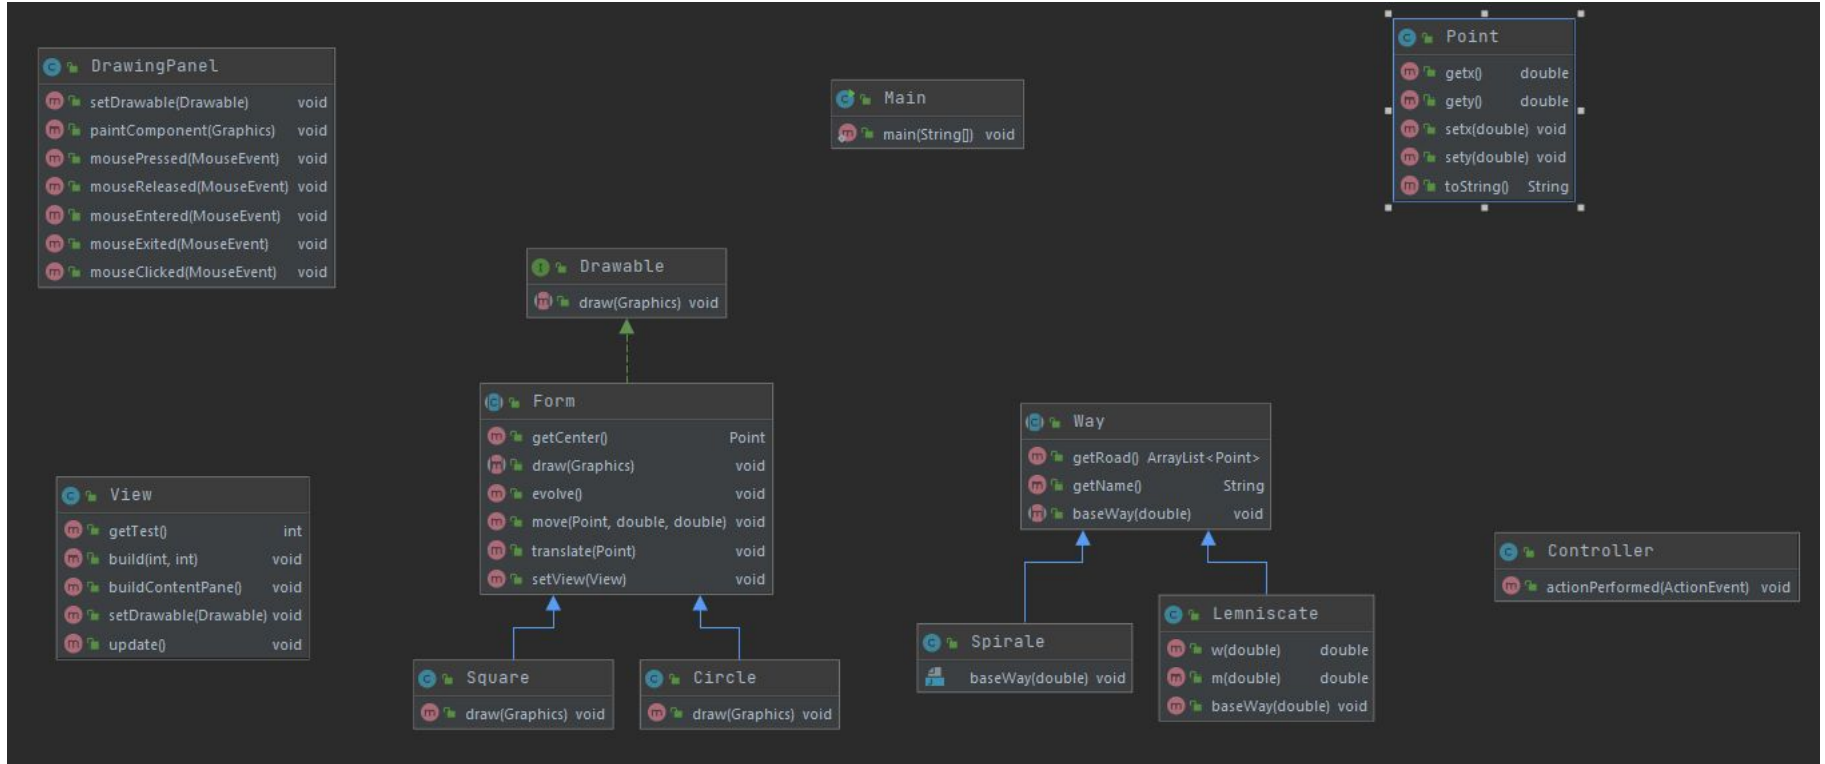 DrawingPanel
setDrawable(Drawable) void
paintComponent(Graphics) void
mousePressed(MouseEvent) void
mouseReleased(MouseEvent) void
mouseEntered(MouseEvent) void
mouseExited(MouseEvent) void
mouseClicked(MouseEvent) void
Main
main(String[]) void
Point
getx() double
gety() double
setx(double) void
sety(double) void
toString() String
Drawable
draw(Graphics) void
Form
getCenter() Point
draw(Graphics) void
evolve() void
move(Point, double, double) void
translate(Point) void
setView(View) void
Way
getRoad() ArrayList<Point>
getName() String
baseWay(double) void
View
getTest() int
build(int, int) void
buildContentPane() void
setDrawable(Drawable) void
update() void
Controller
actionPerformed(ActionEvent) void
Square
draw(Graphics) void
Circle
draw(Graphics) void
Spirale
baseWay(double) void
Lemniscate
w(double) double
m(double) double
baseWay(double) void